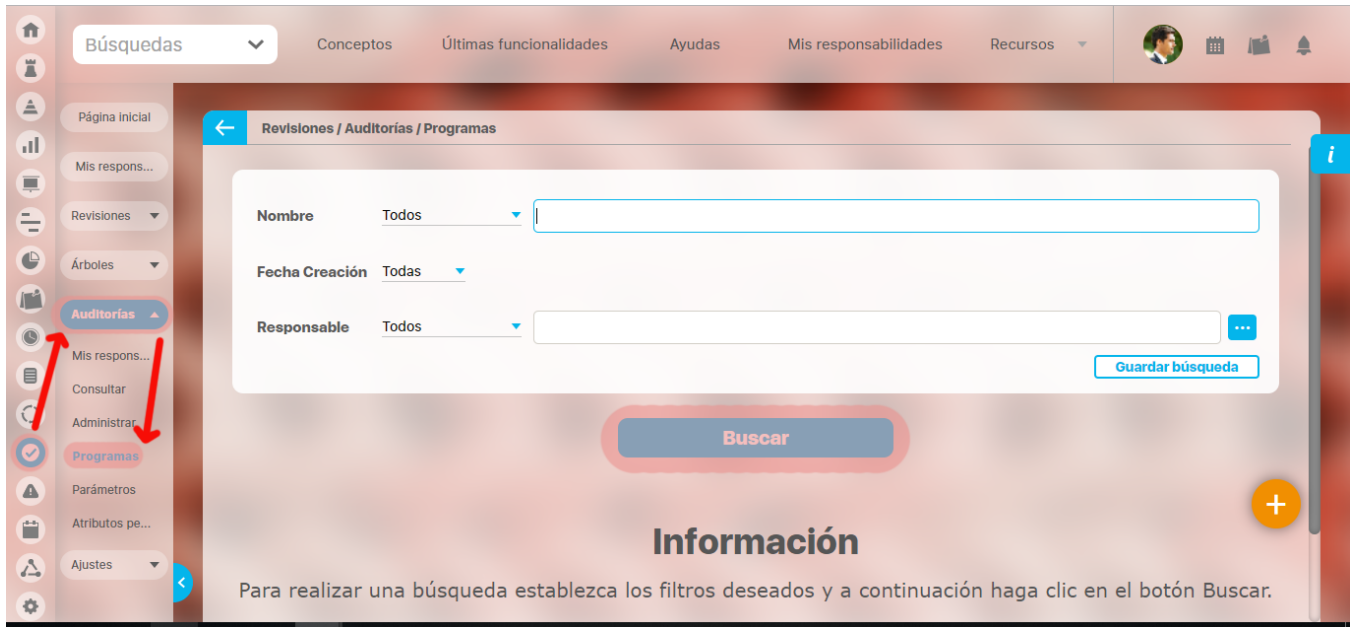 Búsquedas
Conceptos
Últimas funcionalidades
Ayudas
Mis responsabilidades
Recursos
Página inicial
Mis respons...
Revisiones
Árboles
Auditorías
Mis respons...
Consultar
Administrar
Programas
Parámetros
Atributos pe...
Ajustes
Revisiones / Auditorías / Programas
i
Nombre Todos
Fecha Creación Todas
Responsable Todos
...
Guardar búsqueda
Buscar
+
Información
Para realizar una búsqueda establezca los filtros deseados y a continuación haga clic en el botón Buscar.